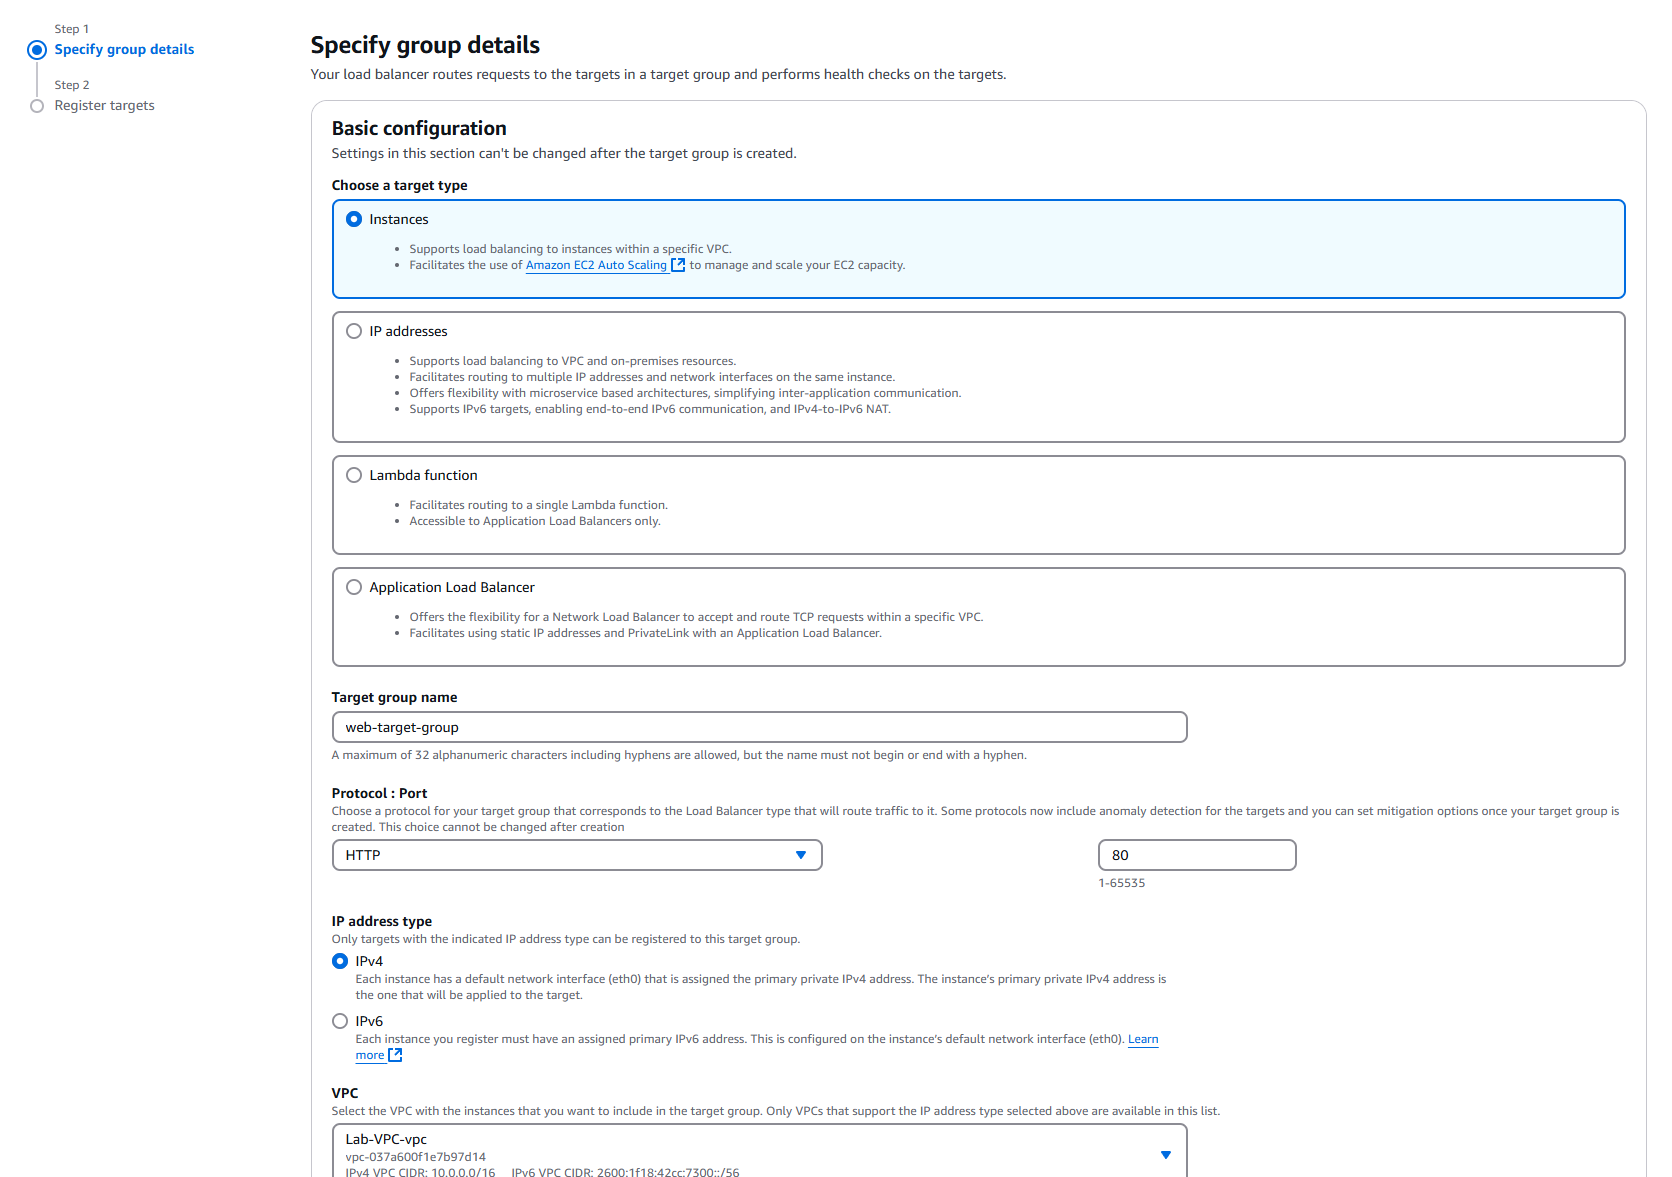 Step 1
Specify group details
Step 2
Register targets
Specify group details
Your load balancer routes requests to the targets in a target group and performs health checks on the targets.
Basic configuration
Settings in this section can't be changed after the target group is created.
Choose a target type
Instances
• Supports load balancing to instances within a specific VPC.
• Facilitates the use of Amazon EC2 Auto Scaling to manage and scale your EC2 capacity.
IP addresses
• Supports load balancing to VPC and on-premises resources.
• Facilitates routing to multiple IP addresses and network interfaces on the same instance.
• Offers flexibility with microservice based architectures, simplifying inter-application communication.
• Supports IPv6 targets, enabling end-to-end IPv6 communication, and IPv4-to-IPv6 NAT.
Lambda function
• Facilitates routing to a single Lambda function.
• Accessible to Application Load Balancers only.
Application Load Balancer
• Offers the flexibility for a Network Load Balancer to accept and route TCP requests within a specific VPC.
• Facilitates using static IP addresses and PrivateLink with an Application Load Balancer.
Target group name
web-target-group
A maximum of 32 alphanumeric characters including hyphens are allowed, but the name must not begin or end with a hyphen.
Protocol : Port
Choose a protocol for your target group that corresponds to the Load Balancer type that will route traffic to it. Some protocols now include anomaly detection for the targets and you can set mitigation options once your target group is
created. This choice cannot be changed after creation
HTTP
80
1-65535
IP address type
Only targets with the indicated IP address type can be registered to this target group.
IPv4
Each instance has a default network interface (eth0) that is assigned the primary private IPv4 address. The instance's primary private IPv4 address is
the one that will be applied to the target.
IPv6
Each instance you register must have an assigned primary IPv6 address. This is configured on the instance's default network interface (eth0). Learn
more
VPC
Select the VPC with the instances that you want to include in the target group. Only VPCs that support the IP address type selected above are available in this list.
Lab-VPC-vpc
vpc-037a600f1e7b97d14
IPv4 VPC CIDR: 10.0.0.0/16 IPv6 VPC CIDR: 2600:1f18:42cc:7300::/56